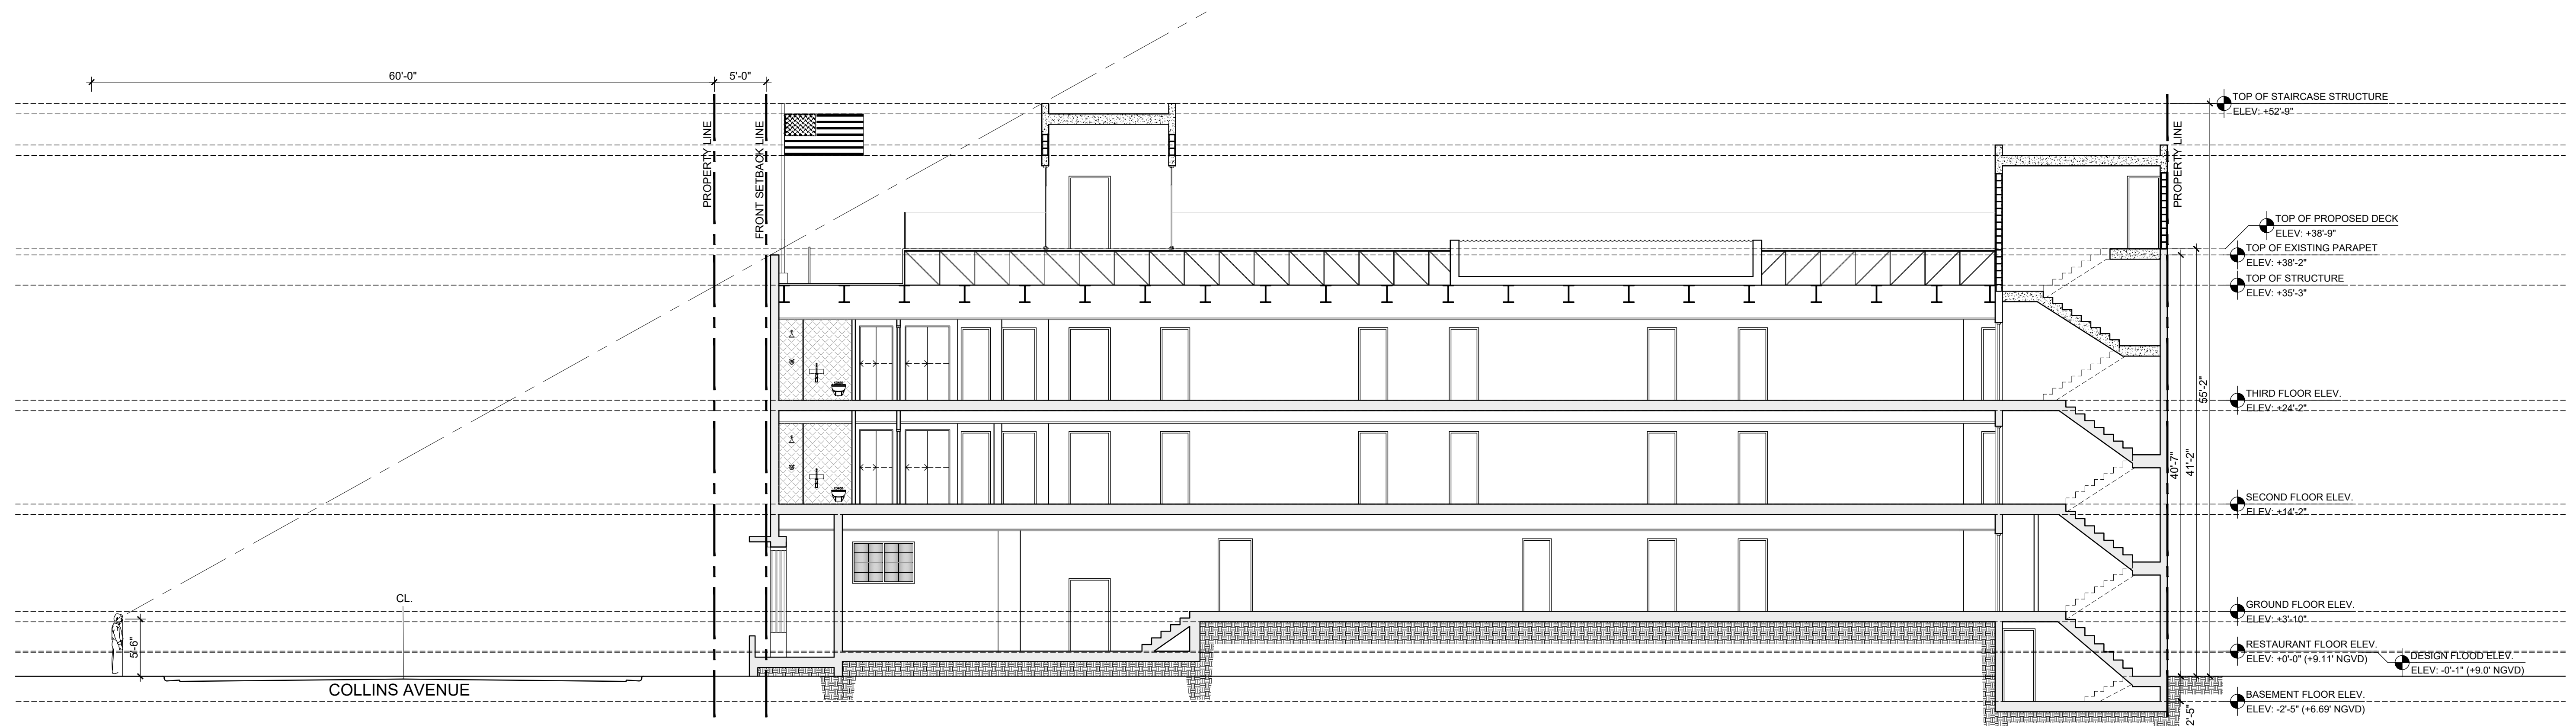 60'-0"
5'-0"
PROPERTY LINE
FRONT SETBACK LINE
PROPERTY LINE
TOP OF STAIRCASE STRUCTURE
ELEV: +52'-9"
TOP OF PROPOSED DECK
ELEV: +38'-9"
TOP OF EXISTING PARAPET
ELEV: +38'-2"
TOP OF STRUCTURE
ELEV: +35'-3"
THIRD FLOOR ELEV.
ELEV: +24'-2"
55'-2"
40'-7"
41'-2"
SECOND FLOOR ELEV.
ELEV: +14'-2"
GROUND FLOOR ELEV.
ELEV: +3'-10"
RESTAURANT FLOOR ELEV.
ELEV: +0'-0" (+9.11' NGVD)
DESIGN FLOOD ELEV.
ELEV: -0'-1" (+9.0' NGVD)
BASEMENT FLOOR ELEV.
ELEV: -2'-5" (+6.69' NGVD)
2'-5"
CL.
5'-6"
COLLINS AVENUE